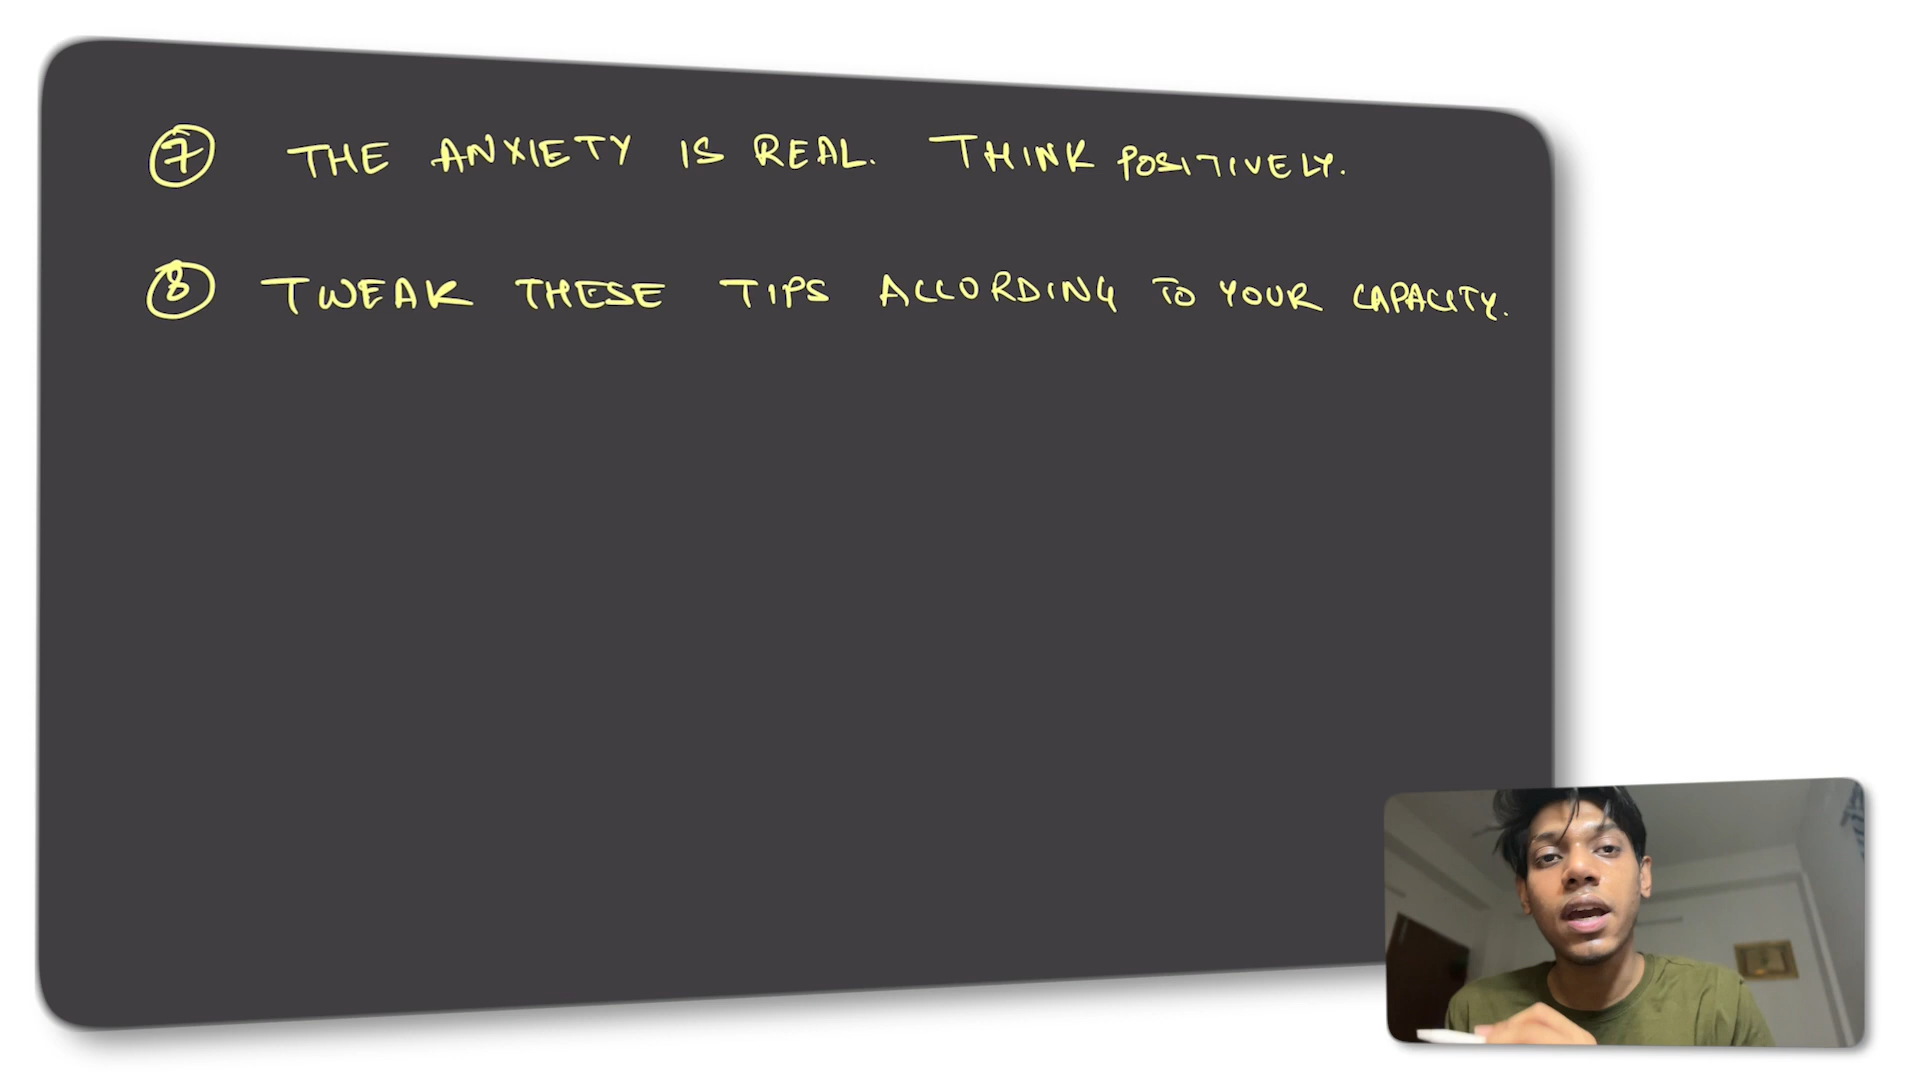 7 THE ANXIETY IS REAL. THINK POSITIVELY.
8 TWEAK THESE TIPS ACCORDING TO YOUR CAPACITY.